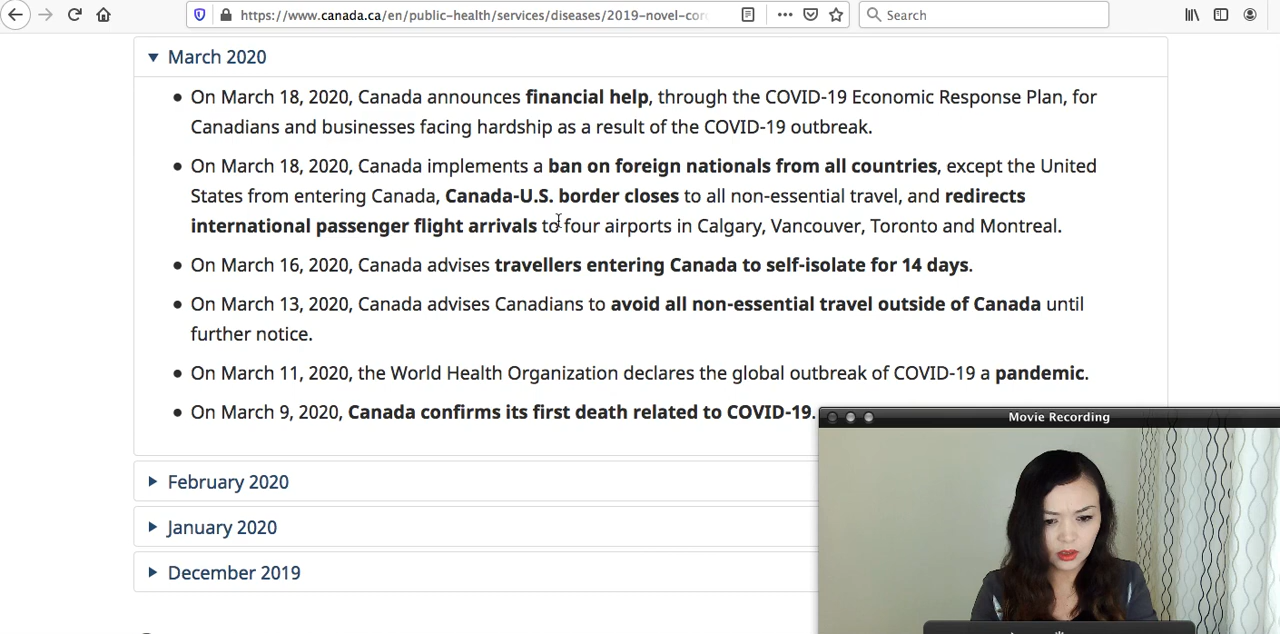 https://www.canada.ca/en/public-health/services/diseases/2019-novel-cor
Search
March 2020
On March 18, 2020, Canada announces financial help, through the COVID-19 Economic Response Plan, for
Canadians and businesses facing hardship as a result of the COVID-19 outbreak.
On March 18, 2020, Canada implements a ban on foreign nationals from all countries, except the United
States from entering Canada, Canada-U.S. border closes to all non-essential travel, and redirects
international passenger flight arrivals to four airports in Calgary, Vancouver, Toronto and Montreal.
On March 16, 2020, Canada advises travellers entering Canada to self-isolate for 14 days.
On March 13, 2020, Canada advises Canadians to avoid all non-essential travel outside of Canada until
further notice.
On March 11, 2020, the World Health Organization declares the global outbreak of COVID-19 a pandemic.
On March 9, 2020, Canada confirms its first death related to COVID-19.
Movie Recording
February 2020
January 2020
December 2019